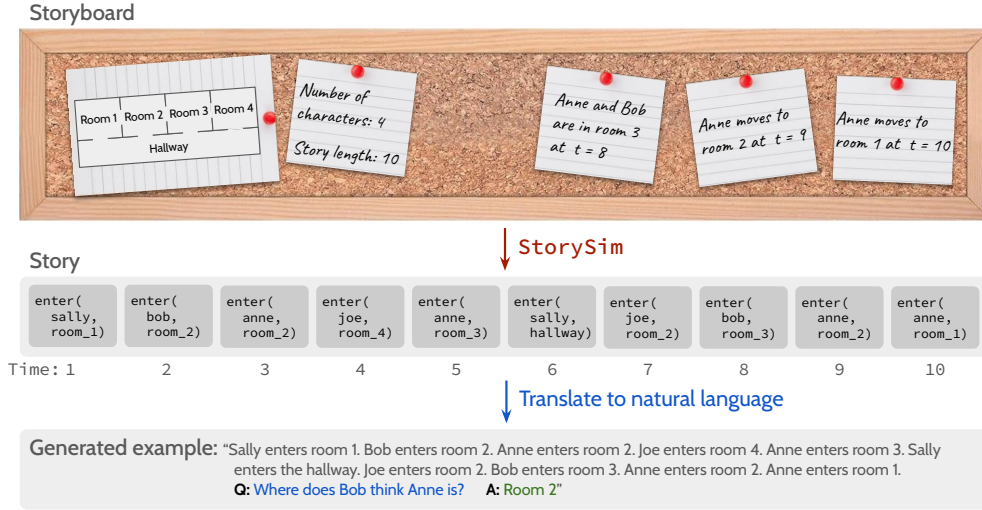 Storyboard
Room 1 Room 2 Room 3 Room 4
Hallway
Number of
characters: 4
Story length: 10
Anne and Bob
are in room 3
at t = 8
Anne moves to
room 2 at t = 9
Anne moves to
room 1 at t = 10
StorySim
Story
enter(
sally,
room_1)
enter(
bob,
room_2)
enter(
anne,
room_2)
enter(
joe,
room_4)
enter(
anne,
room_3)
enter(
sally,
hallway)
enter(
joe,
room_2)
enter(
bob,
room_3)
enter(
anne,
room_2)
enter(
anne,
room_1)
Time: 1 2 3 4 5 6 7 8 9 10
Translate to natural language
Generated example: “Sally enters room 1. Bob enters room 2. Anne enters room 2. Joe enters room 4. Anne enters room 3. Sally
enters the hallway. Joe enters room 2. Bob enters room 3. Anne enters room 2. Anne enters room 1.
Q: Where does Bob think Anne is? A: Room 2”